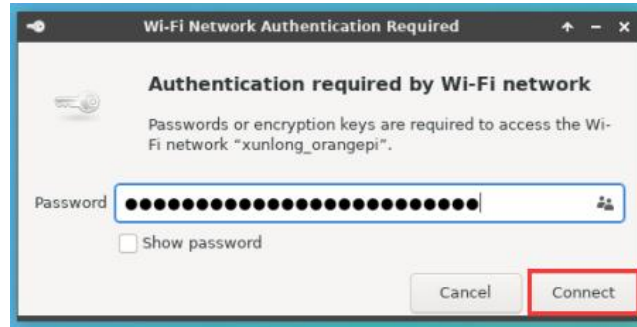 Wi-Fi Network Authentication Required
Authentication required by Wi-Fi network
Passwords or encryption keys are required to access the Wi-
Fi network “xunlong_orangepi”.
Password ●●●●●●●●●●●●●●●●●●●●●●●●●
Show password
Cancel Connect